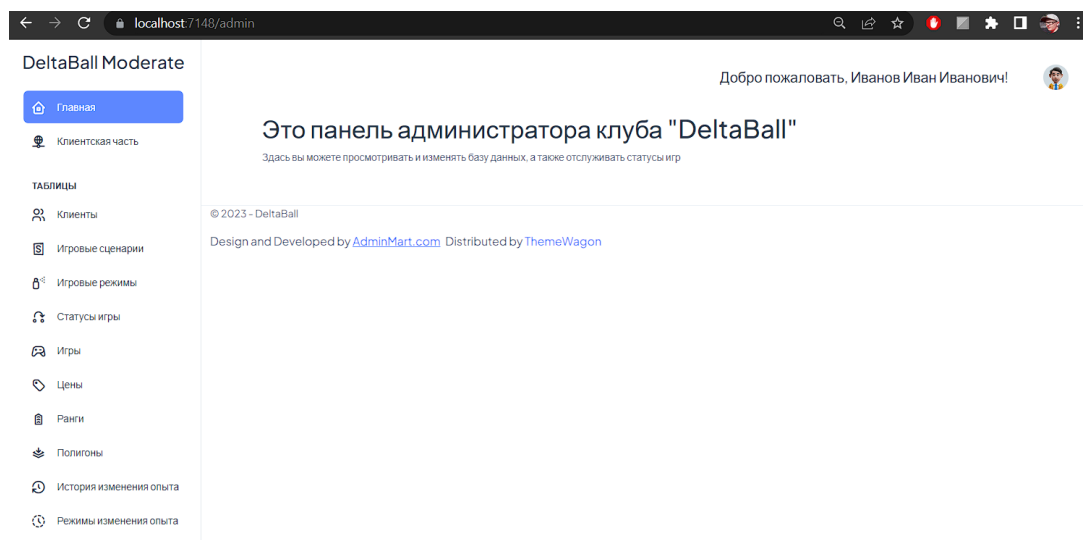 localhost:7148/admin
DeltaBall Moderate
Добро пожаловать, Иванов Иван Иванович!
Главная
Клиентская часть
Это панель администратора клуба "DeltaBall"
Здась вы можете просмотривать и изменять базу данных, а также отслуживать статусы игр
ТАБЛИЦЫ
Клиенты
Игровые сценарии
Игровые режимы
Статусы игры
Игры
Цены
Ранги
Полигоны
История изменения опыта
Режимы изменения опыта
© 2023 - DeltaBall
Design and Developed by AdminMart.com Distributed by ThemeWagon